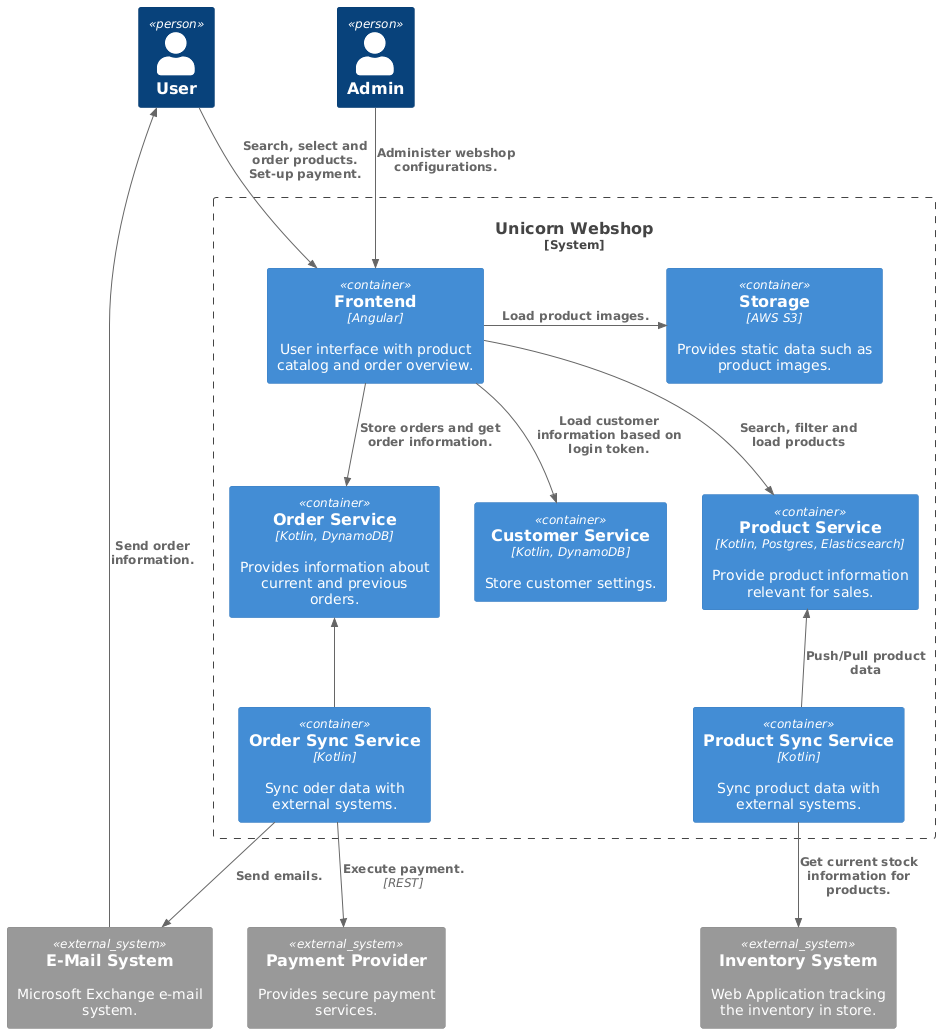 «person»
User
«person»
Admin
Search, select and
order products.
Set-up payment.
Administer webshop
configurations.
Unicorn Webshop
[System]
«container»
Frontend
[Angular]
User interface with product
catalog and order overview.
Load product images.
«container»
Storage
[AWS S3]
Provides static data such as
product images.
Store orders and get
order information.
Load customer
information based on
login token.
Search, filter and
load products
«container»
Order Service
[Kotlin, DynamoDB]
Provides information about
current and previous
orders.
«container»
Customer Service
[Kotlin, DynamoDB]
Store customer settings.
«container»
Product Service
[Kotlin, Postgres, Elasticsearch]
Provide product information
relevant for sales.
Send order
information.
Push/Pull product
data
«container»
Order Sync Service
[Kotlin]
Sync oder data with
external systems.
«container»
Product Sync Service
[Kotlin]
Sync product data with
external systems.
Send emails.
Execute payment.
[REST]
Get current stock
information for
products.
«external_system»
E-Mail System
Microsoft Exchange e-mail
system.
«external_system»
Payment Provider
Provides secure payment
services.
«external_system»
Inventory System
Web Application tracking
the inventory in store.